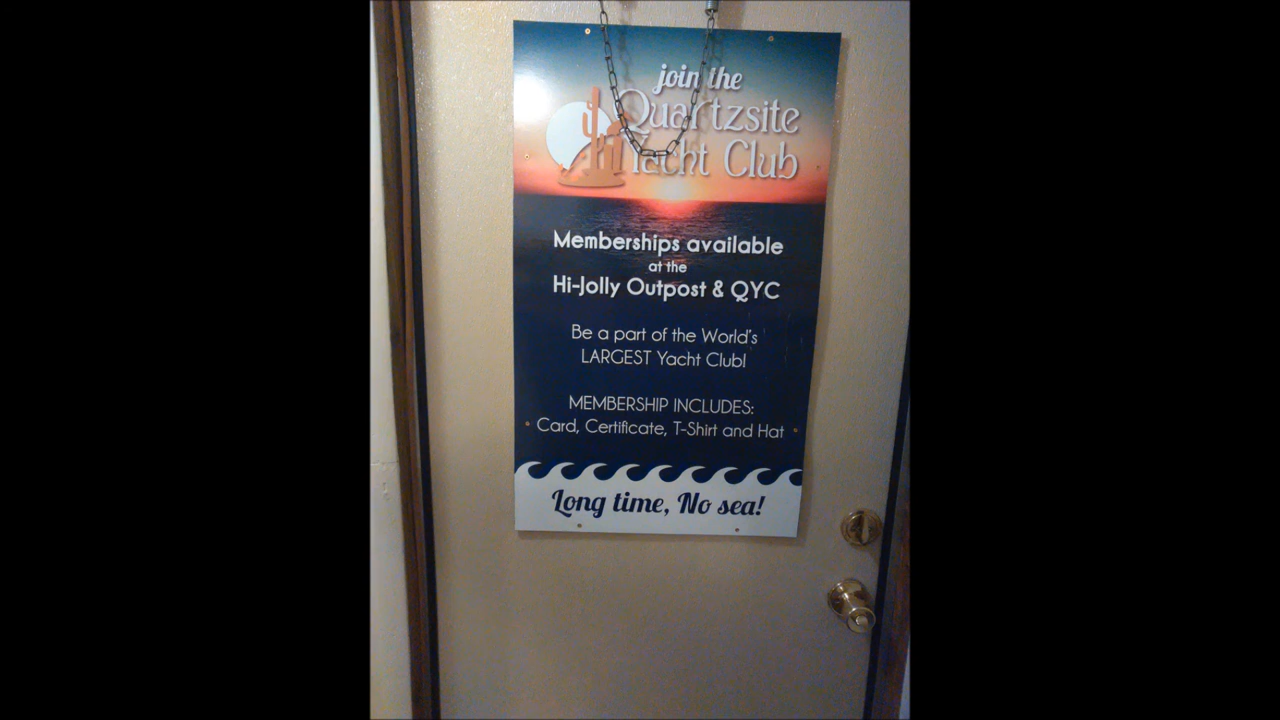 join the
Quartzsite
Yacht Club
Memberships available
at the
Hi-Jolly Outpost & QYC
Be a part of the World's
LARGEST Yacht Club!
MEMBERSHIP INCLUDES:
Card, Certificate, T-Shirt and Hat
Long time, No sea!